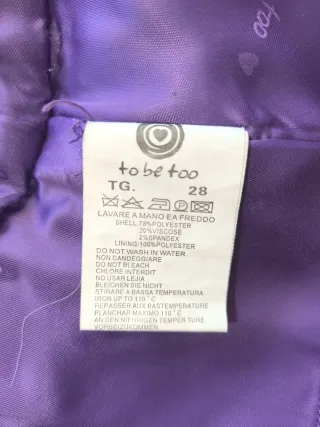 too
to be too
TG. 28
LAVARE A MANO EA FREDDO
SHELL:78%POLYESTER
20%VISCOSE
2%SPANDEX
LINING:100%POLYESTER
DO NOT WASH IN WATER
NON CANDEGGIARE
DO NOT BLEACH
CHLORE INTERDIT
NO USAR LEJIA
BLEICHEN SIE NICHT
STIRARE A BASSA TEMPERATURA
IRON UP TO 110°C
REPASSER AUX BASTEMPERATURE
PLANCHAR MAXIMO 110°C
AN DEN NIEHRIGEN TEMPER TURE
VORBEIZUKOMMEN